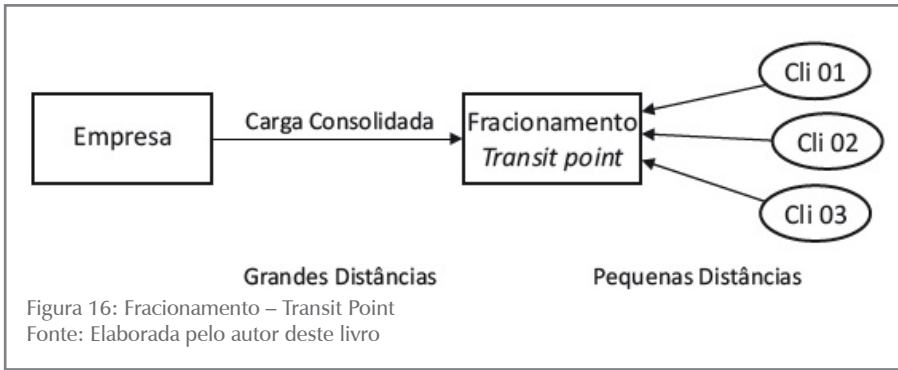 Empresa
Carga Consolidada
Fracionamento
Transit point
Cli 01
Cli 02
Cli 03
Grandes Distâncias
Pequenas Distâncias
Figura 16: Fracionamento – Transit Point
Fonte: Elaborada pelo autor deste livro